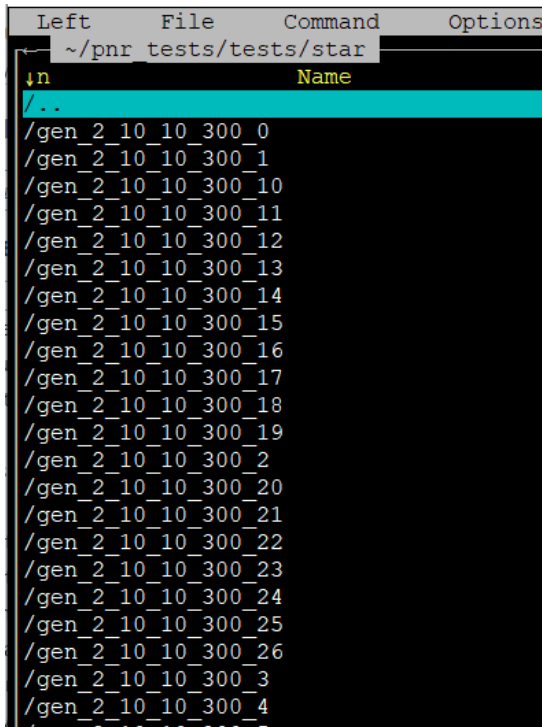 Left File Command Options
~/pnr_tests/tests/star
↓n Name
/..
/gen_2_10_10_300_0
/gen_2_10_10_300_1
/gen_2_10_10_300_10
/gen_2_10_10_300_11
/gen_2_10_10_300_12
/gen_2_10_10_300_13
/gen_2_10_10_300_14
/gen_2_10_10_300_15
/gen_2_10_10_300_16
/gen_2_10_10_300_17
/gen_2_10_10_300_18
/gen_2_10_10_300_19
/gen_2_10_10_300_2
/gen_2_10_10_300_20
/gen_2_10_10_300_21
/gen_2_10_10_300_22
/gen_2_10_10_300_23
/gen_2_10_10_300_24
/gen_2_10_10_300_25
/gen_2_10_10_300_26
/gen_2_10_10_300_3
/gen_2_10_10_300_4